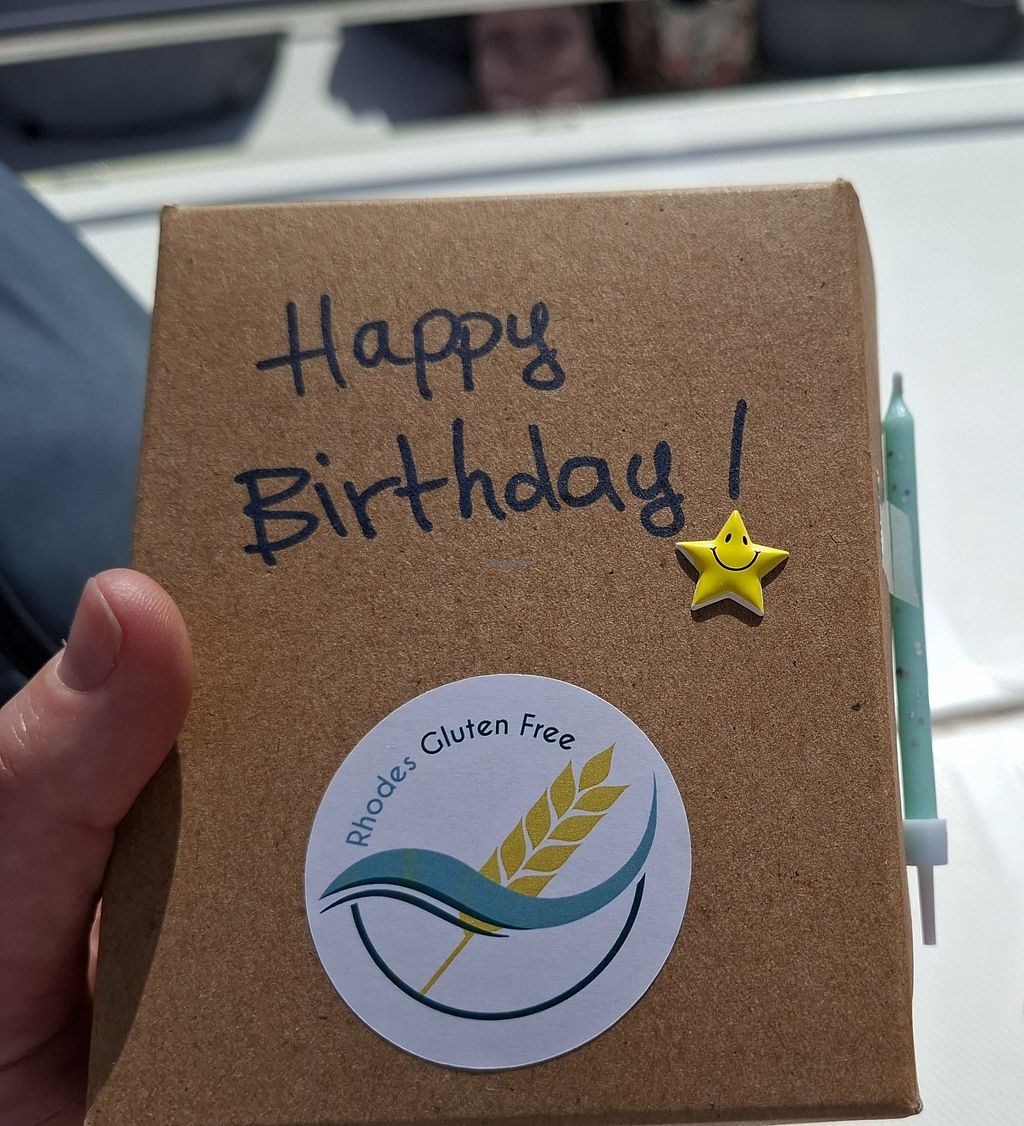 Happy
Birthday!
Rhodes Gluten Free